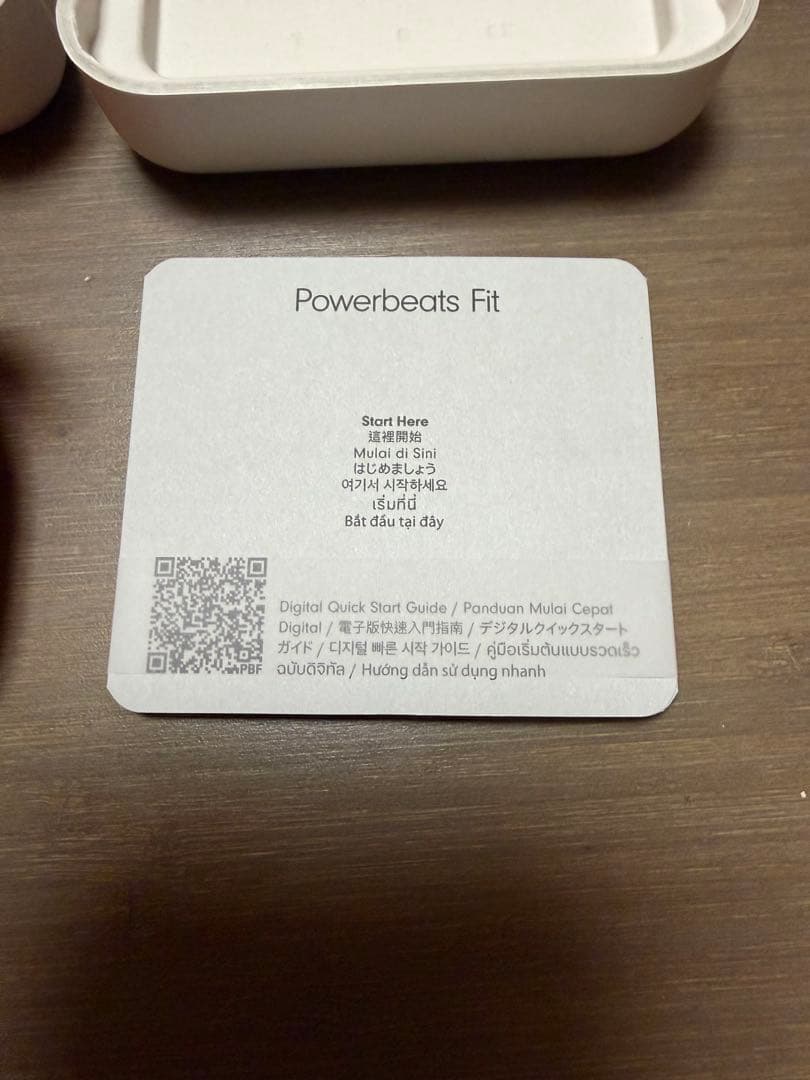 Powerbeats Fit
Start Here
這裡開始
Mulai di Sini
はじめましょう
여기서 시작하세요
เริ่มที่นี่
Bắt đầu tại đây
Digital Quick Start Guide / Panduan Mulai Cepat
Digital / 電子版快速入門指南 / デジタルクイックスタート
ガイド / 디지털 빠른 시작 가이드 / คู่มือเริ่มต้นแบบรวดเร็ว
ฉบับดิจิทัล / Hướng dẫn sử dụng nhanh
PBF